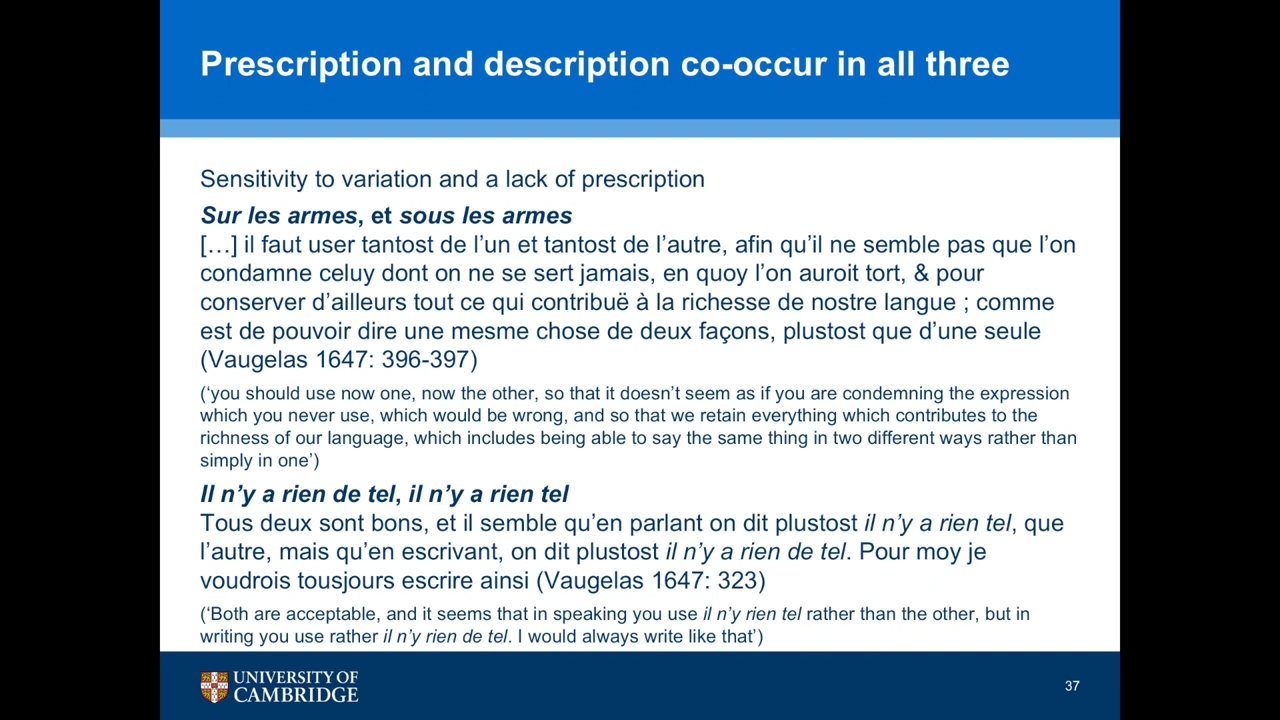 Prescription and description co-occur in all three
Sensitivity to variation and a lack of prescription
Sur les armes, et sous les armes
[…] il faut user tantost de l’un et tantost de l’autre, afin qu’il ne semble pas que l’on
condamne celuy dont on ne se sert jamais, en quoy l’on auroit tort, & pour
conserver d’ailleurs tout ce qui contribuë à la richesse de nostre langue ; comme
est de pouvoir dire une mesme chose de deux façons, plustost que d’une seule
(Vaugelas 1647: 396-397)
(‘you should use now one, now the other, so that it doesn’t seem as if you are condemning the expression
which you never use, which would be wrong, and so that we retain everything which contributes to the
richness of our language, which includes being able to say the same thing in two different ways rather than
simply in one’)
Il n’y a rien de tel, il n’y a rien tel
Tous deux sont bons, et il semble qu’en parlant on dit plustost il n’y a rien tel, que
l’autre, mais qu’en escrivant, on dit plustost il n’y a rien de tel. Pour moy je
voudrois tousjours escrire ainsi (Vaugelas 1647: 323)
(‘Both are acceptable, and it seems that in speaking you use il n’y rien tel rather than the other, but in
writing you use rather il n’y rien de tel. I would always write like that’)
UNIVERSITY OF
CAMBRIDGE
37